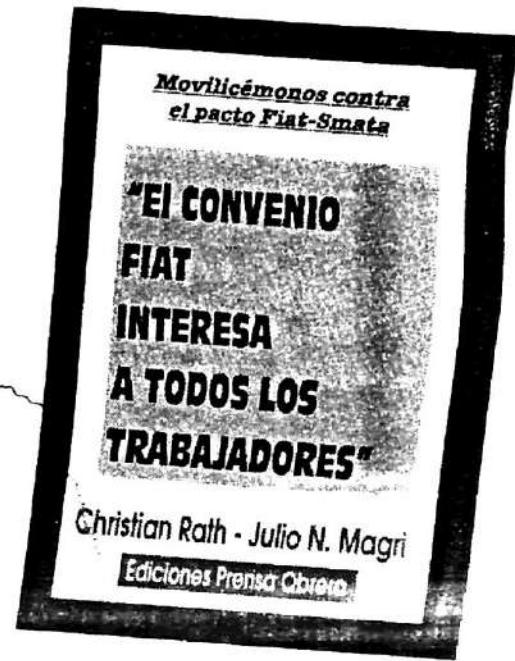 Movilicémonos contra
el pacto Fiat-Smata
"El CONVENIO
FIAT
INTERESA
A TODOS LOS
TRABAJADORES"
Christian Rath - Julio N. Magri
Ediciones Prensa Obrera